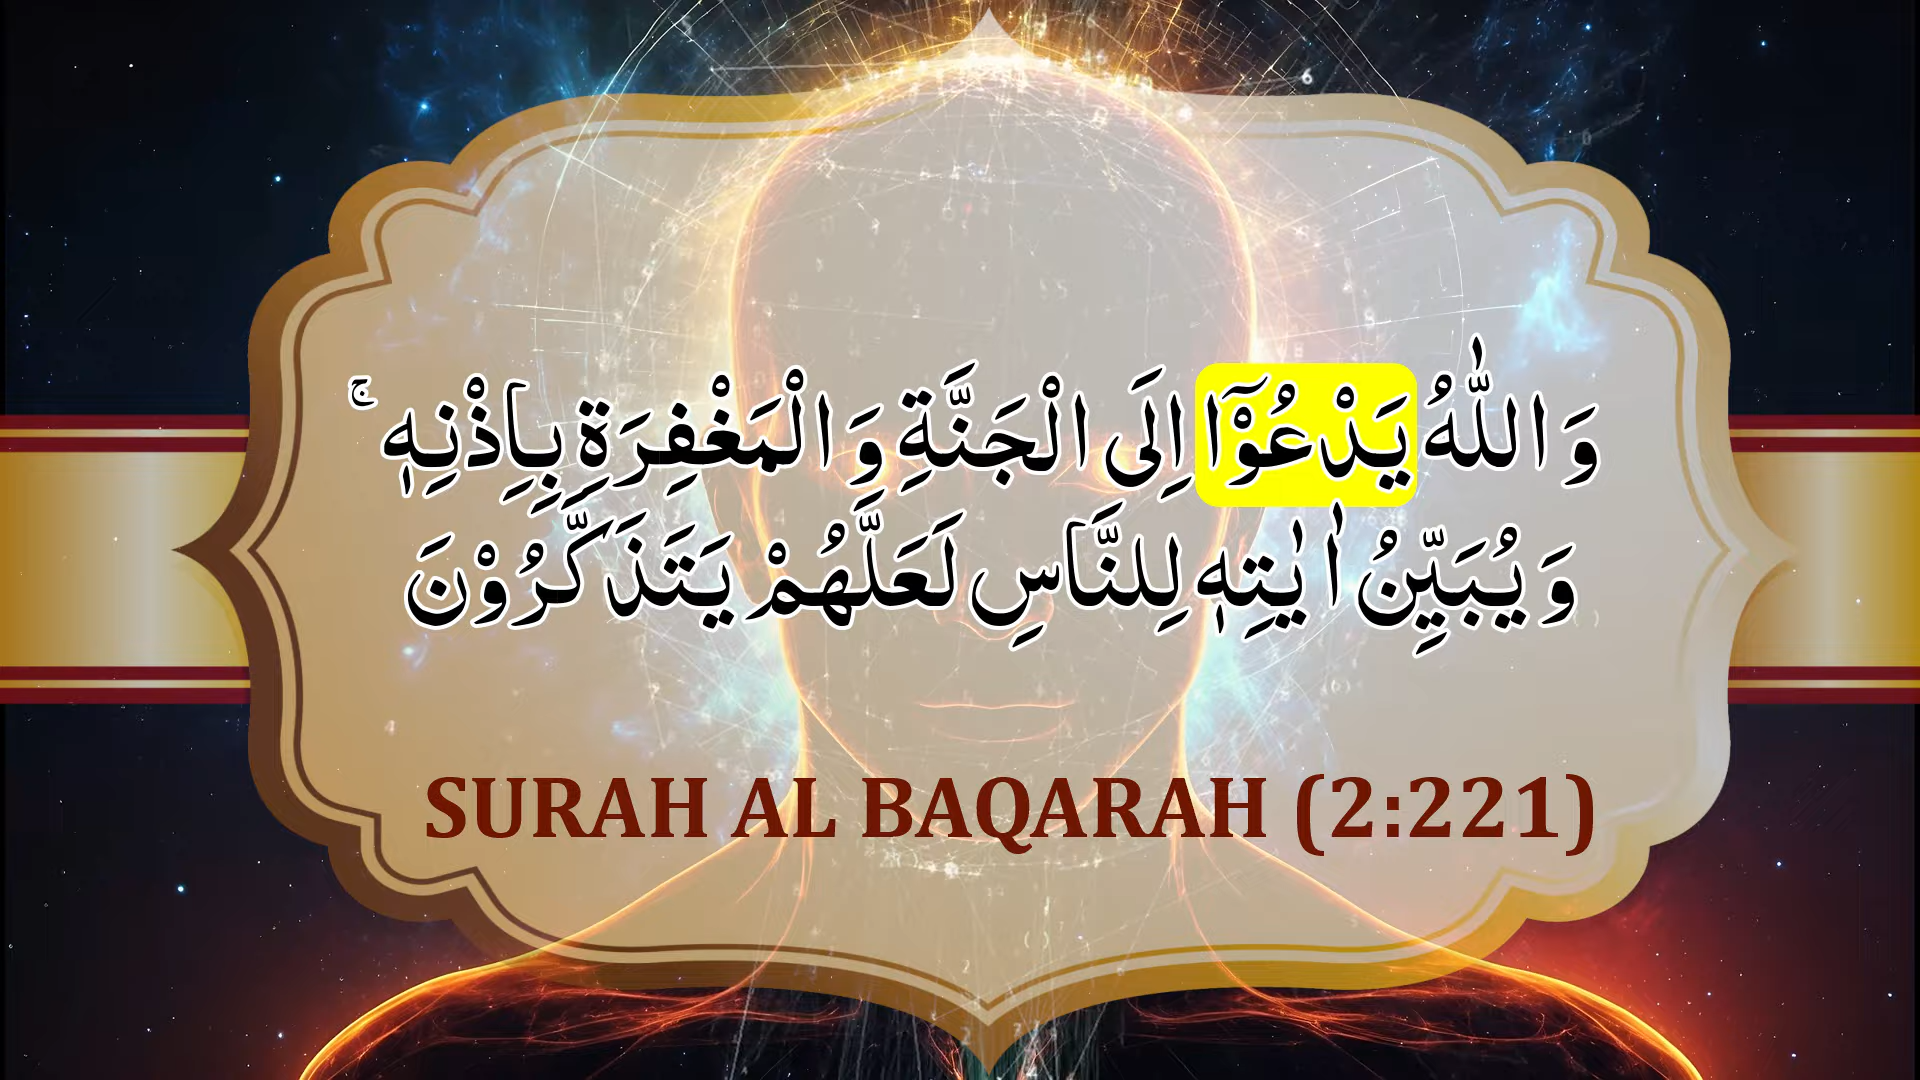 وَاللّٰهُ يَدْعُوْۤا اِلَى الْجَنَّةِ وَالْمَغْفِرَةِ بِاِذْنِهٖ ۚ
وَيُبَيِّنُ اٰيٰتِهٖ لِلنَّاسِ لَعَلَّهُمْ يَتَذَكَّرُوْنَ
SURAH AL BAQARAH (2:221)